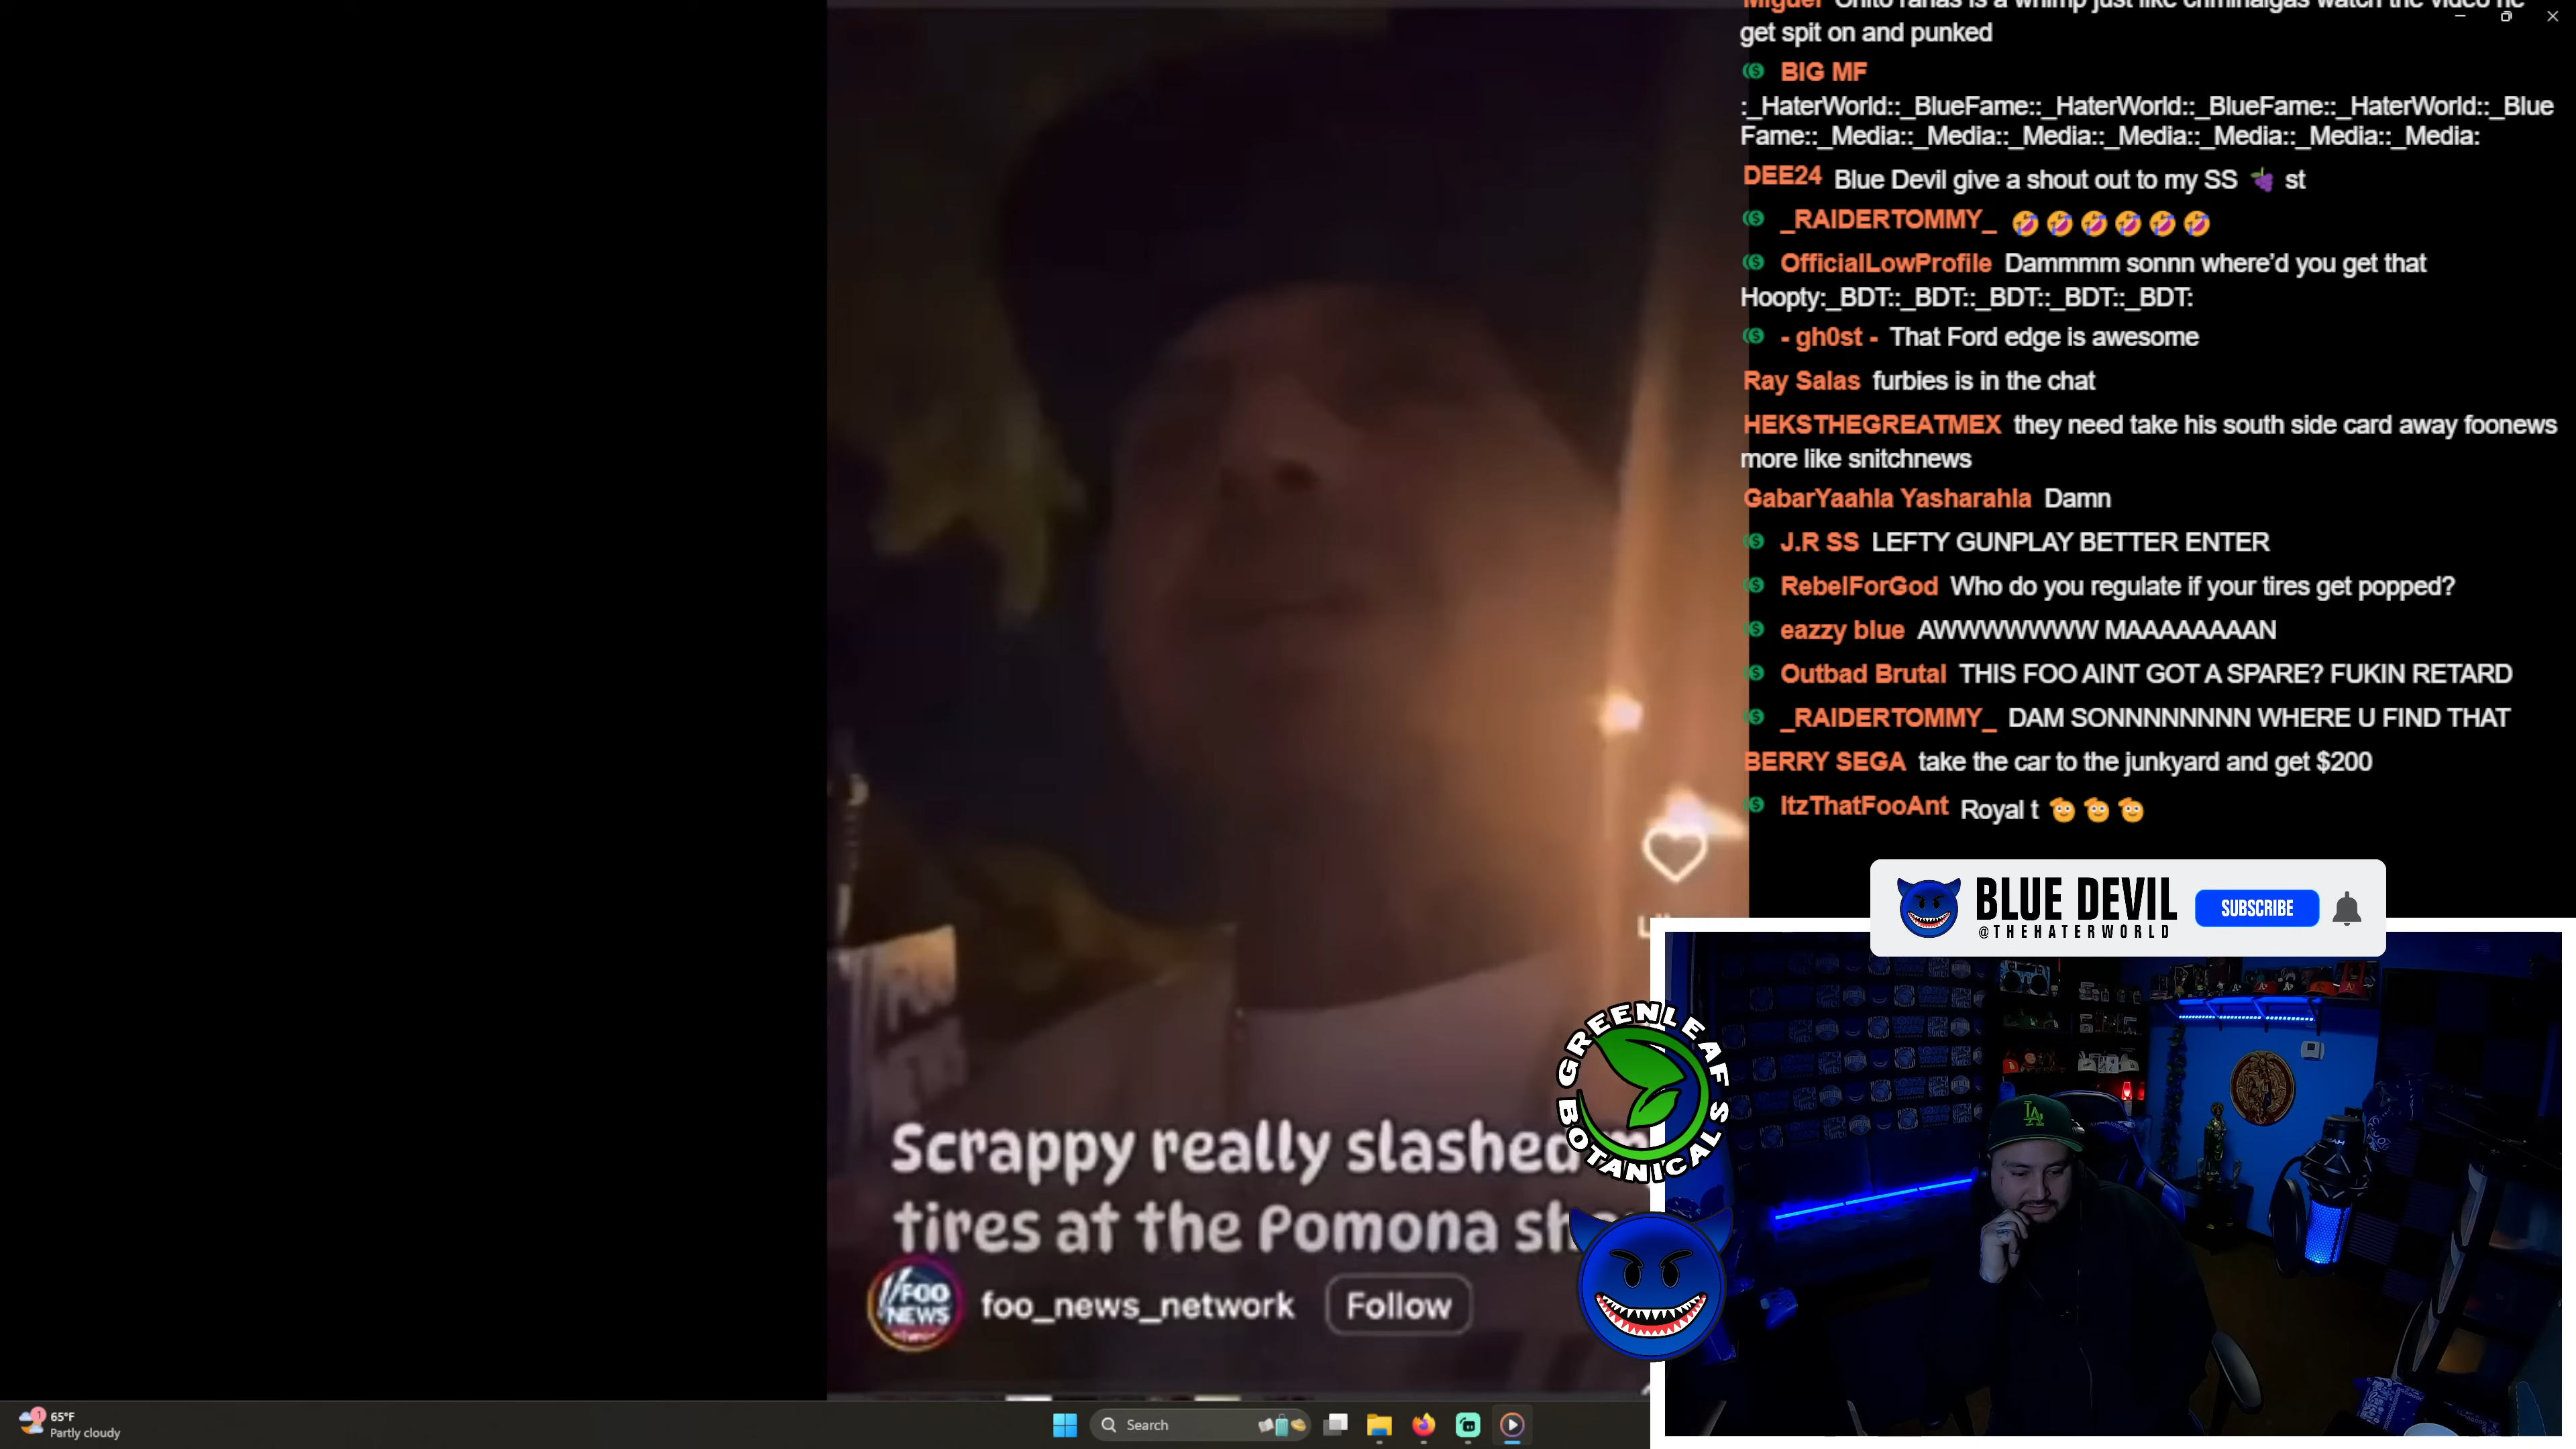 get spit on and punked
BIG MF
:_HaterWorld::_BlueFame::_HaterWorld::_BlueFame::_HaterWorld::_Blue
Fame::_Media::_Media::_Media::_Media::_Media::_Media::_Media:
DEE24 Blue Devil give a shout out to my SS 🍇 st
_RAIDERTOMMY_ 🤣🤣🤣🤣🤣🤣
OfficialLowProfile Dammmm sonnn where’d you get that
Hoopty:_BDT::_BDT::_BDT::_BDT::_BDT:
- gh0st - That Ford edge is awesome
Ray Salas furbies is in the chat
HEKSTHEGREATMEX they need take his south side card away foonews
more like snitchnews
GabarYaahla Yasharahla Damn
J.R SS LEFTY GUNPLAY BETTER ENTER
RebelForGod Who do you regulate if your tires get popped?
eazzy blue AWWWWWWW MAAAAAAAAN
Outbad Brutal THIS FOO AINT GOT A SPARE? FUKIN RETARD
_RAIDERTOMMY_ DAM SONNNNNNNN WHERE U FIND THAT
BERRY SEGA take the car to the junkyard and get $200
ItzThatFooAnt Royal t 🫡🫡🫡
BLUE DEVIL
@THEHATERWORLD
SUBSCRIBE
GREENLEAF
BOTANICALS
LA
Scrappy really slashed
tires at the Pomona
FOO
NEWS
foo_news_network Follow
1
65°F
Partly cloudy
Search